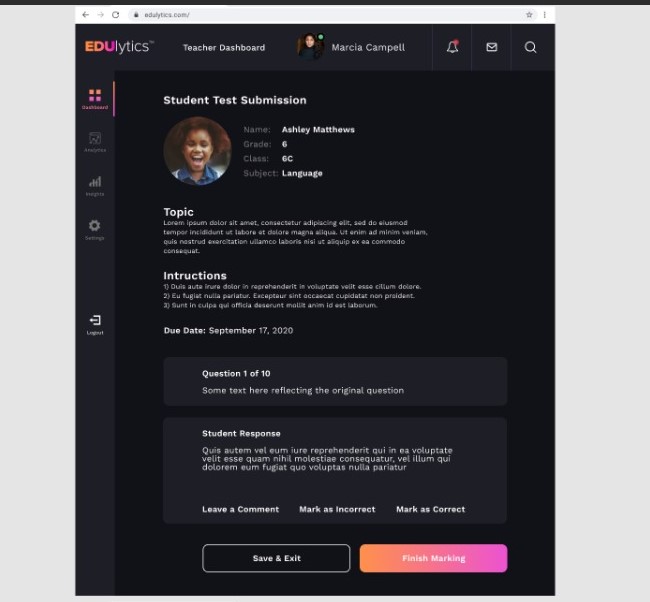 edulytics.com/
EDUlytics™
Teacher Dashboard
Marcia Campell
Dashboard
Analytics
Insights
Settings
Logout
Student Test Submission
Name: Ashley Matthews
Grade: 6
Class: 6C
Subject: Language
Topic
Lorem ipsum dolor sit amet, consectetur adipiscing elit, sed do eiusmod
tempor incididunt ut labore et dolore magna aliqua. Ut enim ad minim veniam,
quis nostrud exercitation ullamco laboris nisi ut aliquip ex ea commodo
consequat.
Intructions
1) Duis aute irure dolor in reprehenderit in voluptate velit esse cillum dolore.
2) Eu fugiat nulla pariatur. Excepteur sint occaecat cupidatat non proident.
3) Sunt in culpa qui officia deserunt mollit anim id est laborum.
Due Date: September 17, 2020
Question 1 of 10
Some text here reflecting the original question
Student Response
Quis autem vel eum iure reprehenderit qui in ea voluptate
velit esse quam nihil molestiae consequatur, vel illum qui
dolorem eum fugiat quo voluptas nulla pariatur
Leave a Comment Mark as Incorrect Mark as Correct
Save & Exit Finish Marking